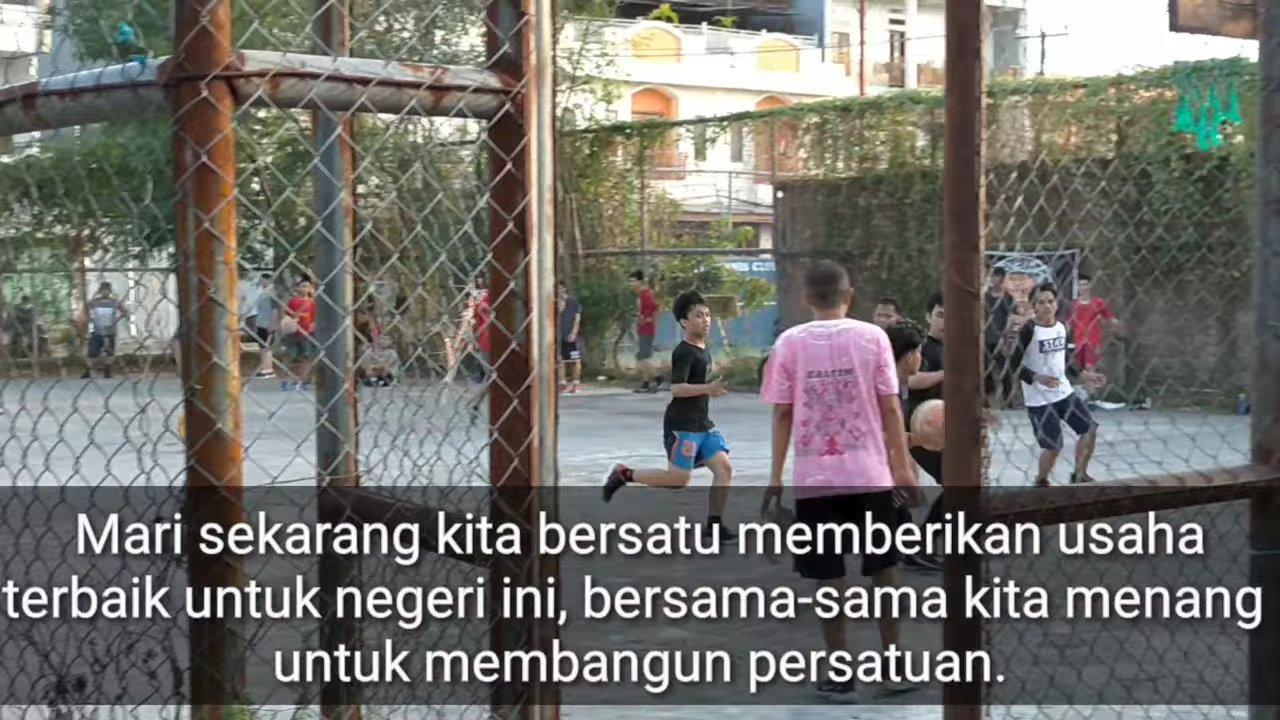 Mari sekarang kita bersatu memberikan usaha
terbaik untuk negeri ini, bersama-sama kita menang
untuk membangun persatuan.